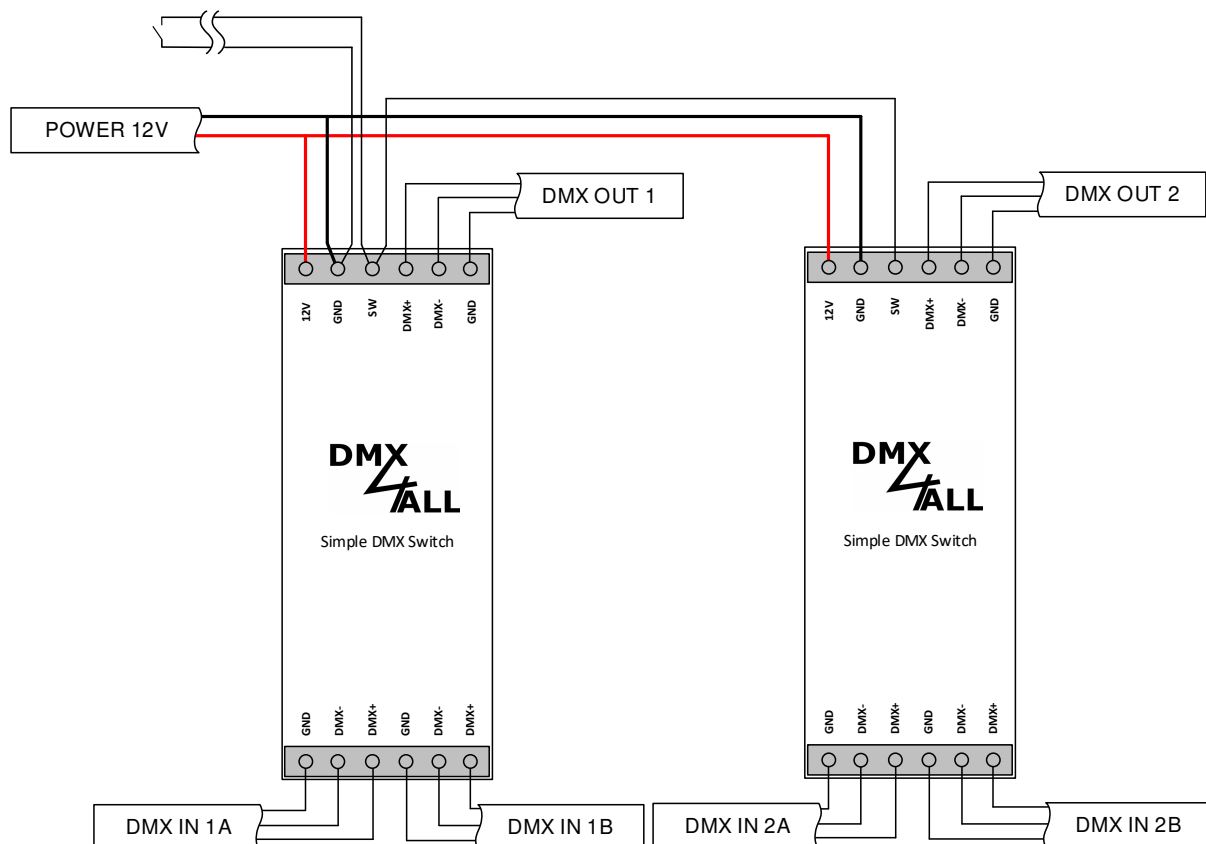 POWER 12V
DMX OUT 1
DMX OUT 2
12V GND SW DMX+ DMX- GND
12V GND SW DMX+ DMX- GND
DMX
4ALL
Simple DMX Switch
DMX
4ALL
Simple DMX Switch
GND DMX- DMX+ GND DMX- DMX+
GND DMX- DMX+ GND DMX- DMX+
DMX IN 1A
DMX IN 1B
DMX IN 2A
DMX IN 2B